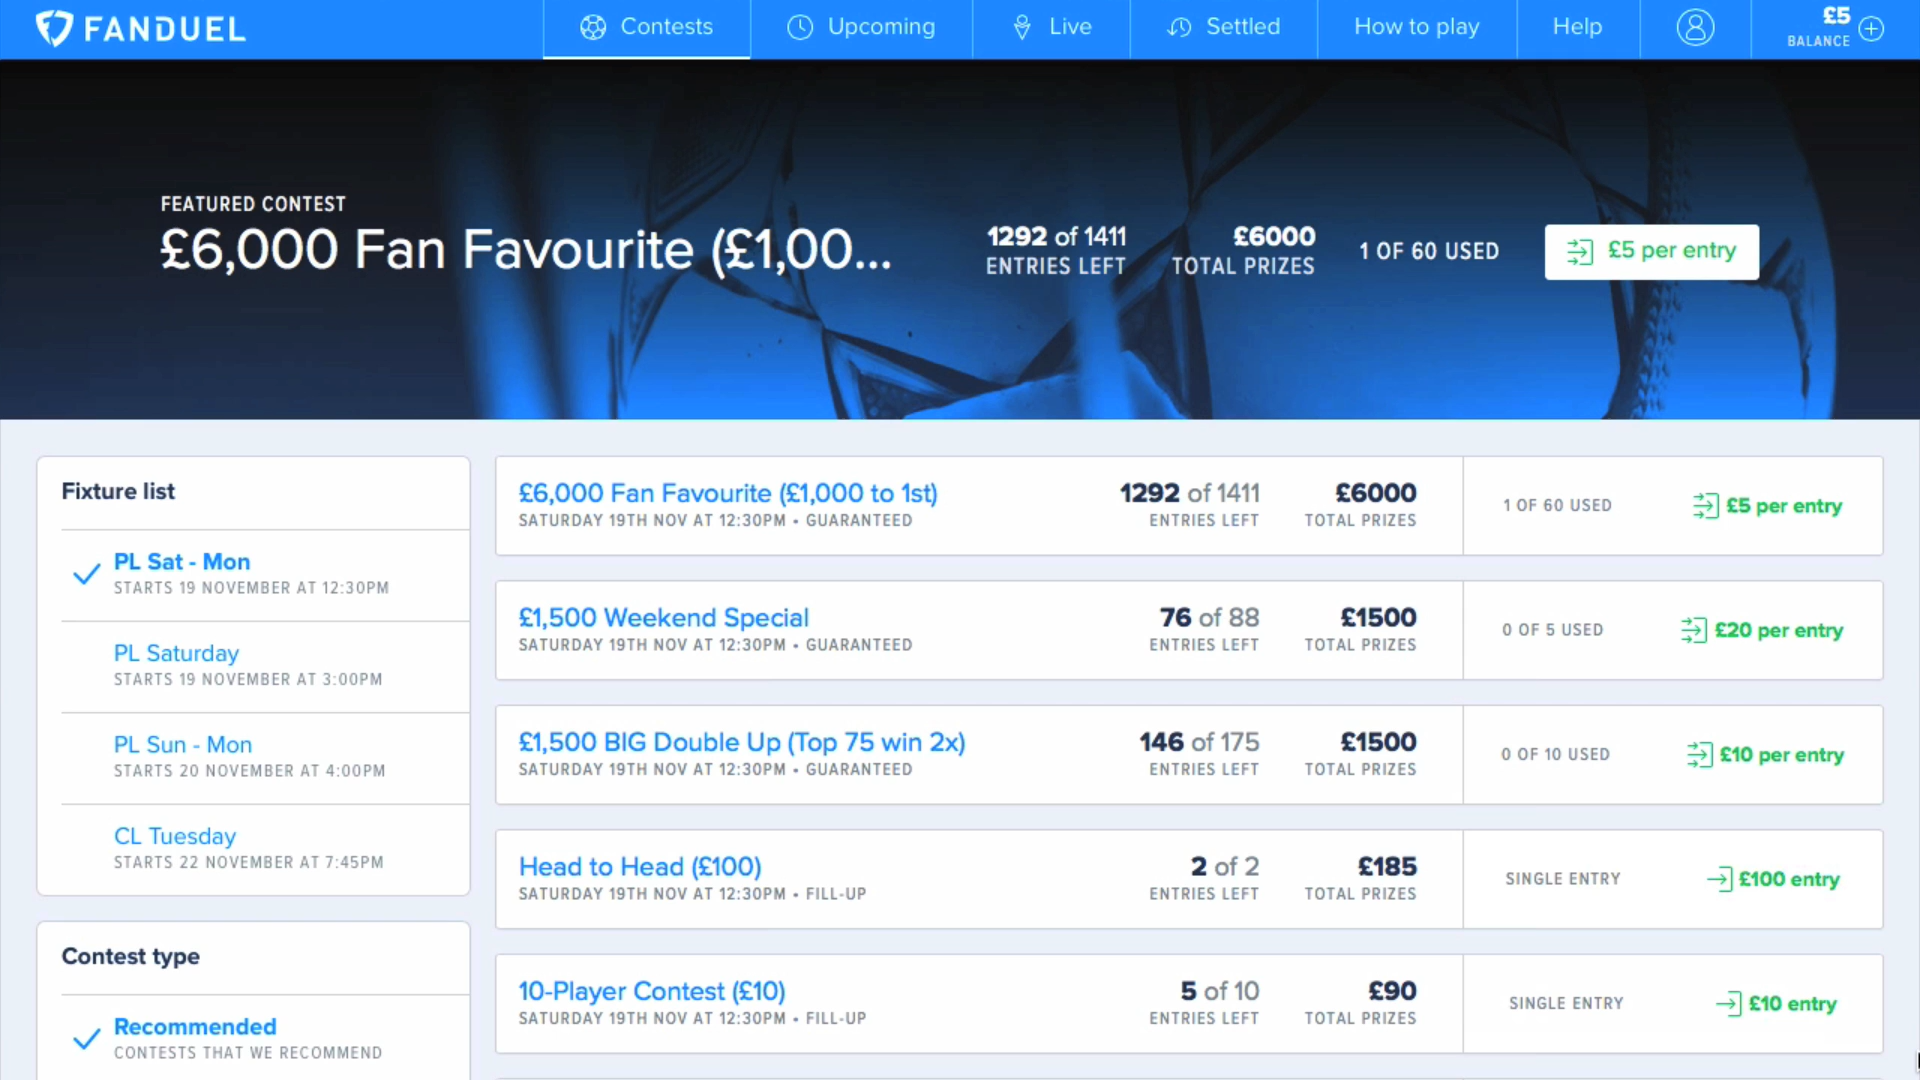 FANDUEL
Contests
Upcoming
Live
Settled
How to play
Help
£5
BALANCE
FEATURED CONTEST
£6,000 Fan Favourite (£1,00...
1292 of 1411
ENTRIES LEFT
£6000
TOTAL PRIZES
1 OF 60 USED
£5 per entry
Fixture list
PL Sat - Mon
STARTS 19 NOVEMBER AT 12:30PM
PL Saturday
STARTS 19 NOVEMBER AT 3:00PM
PL Sun - Mon
STARTS 20 NOVEMBER AT 4:00PM
CL Tuesday
STARTS 22 NOVEMBER AT 7:45PM
Contest type
Recommended
CONTESTS THAT WE RECOMMEND
£6,000 Fan Favourite (£1,000 to 1st)
SATURDAY 19TH NOV AT 12:30PM • GUARANTEED
1292 of 1411
ENTRIES LEFT
£6000
TOTAL PRIZES
1 OF 60 USED
£5 per entry
£1,500 Weekend Special
SATURDAY 19TH NOV AT 12:30PM • GUARANTEED
76 of 88
ENTRIES LEFT
£1500
TOTAL PRIZES
0 OF 5 USED
£20 per entry
£1,500 BIG Double Up (Top 75 win 2x)
SATURDAY 19TH NOV AT 12:30PM • GUARANTEED
146 of 175
ENTRIES LEFT
£1500
TOTAL PRIZES
0 OF 10 USED
£10 per entry
Head to Head (£100)
SATURDAY 19TH NOV AT 12:30PM • FILL-UP
2 of 2
ENTRIES LEFT
£185
TOTAL PRIZES
SINGLE ENTRY
£100 entry
10-Player Contest (£10)
SATURDAY 19TH NOV AT 12:30PM • FILL-UP
5 of 10
ENTRIES LEFT
£90
TOTAL PRIZES
SINGLE ENTRY
£10 entry